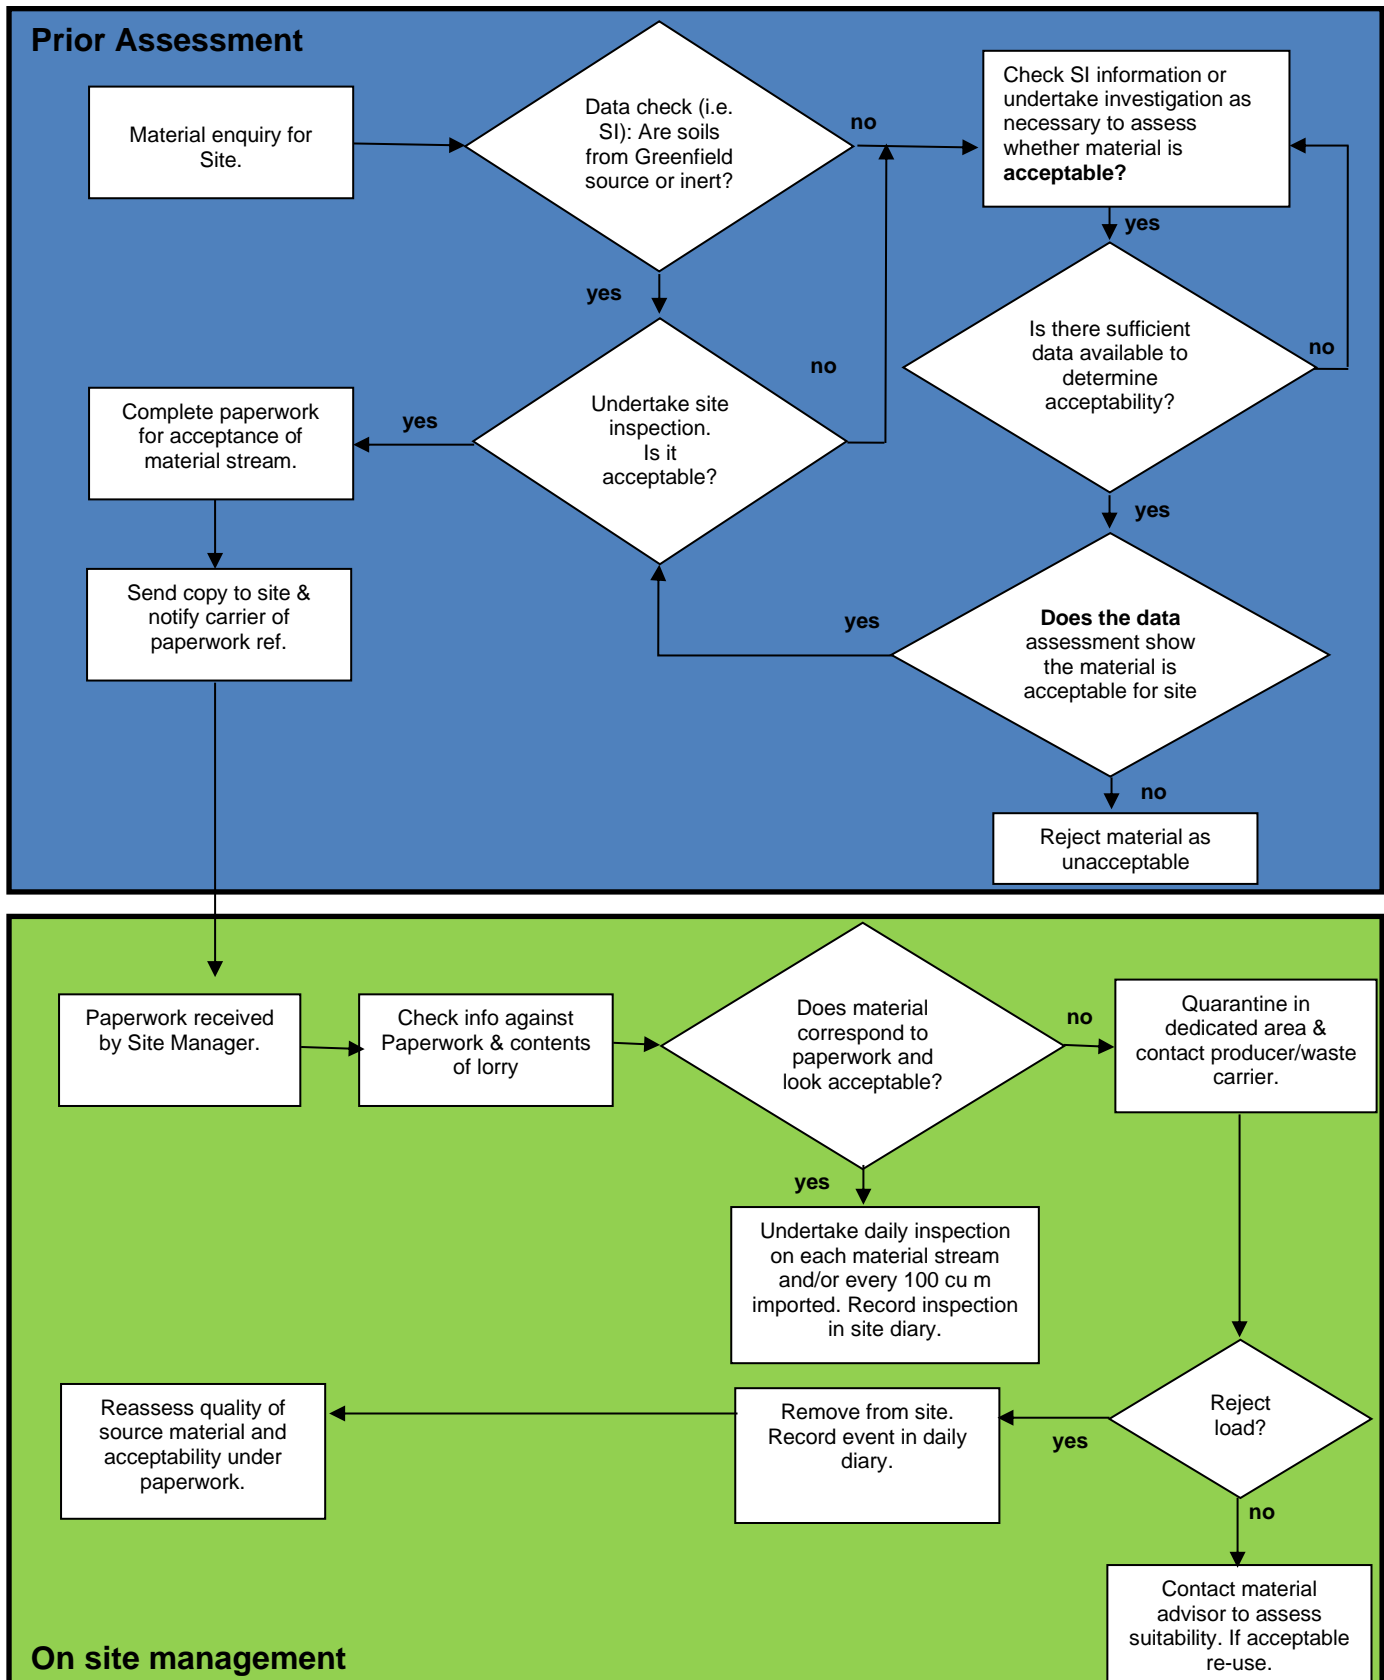 Prior Assessment
Material enquiry for
Site.
Data check (i.e.
SI): Are soils
from Greenfield
source or inert?
no
Check SI information or
undertake investigation as
necessary to assess
whether material is
acceptable?
yes
yes
Is there sufficient
data available to
determine
acceptability?
no
no
Undertake site
inspection.
Is it
acceptable?
yes
Complete paperwork
for acceptance of
material stream.
yes
Send copy to site &
notify carrier of
paperwork ref.
yes
Does the data
assessment show
the material is
acceptable for site
no
Reject material as
unacceptable
Paperwork received
by Site Manager.
Check info against
Paperwork & contents
of lorry
Does material
correspond to
paperwork and
look acceptable?
no
Quarantine in
dedicated area &
contact producer/waste
carrier.
yes
Undertake daily inspection
on each material stream
and/or every 100 cu m
imported. Record inspection
in site diary.
Reassess quality of
source material and
acceptability under
paperwork.
Remove from site.
Record event in daily
diary.
yes
Reject
load?
no
Contact material
advisor to assess
suitability. If acceptable
re-use.
On site management